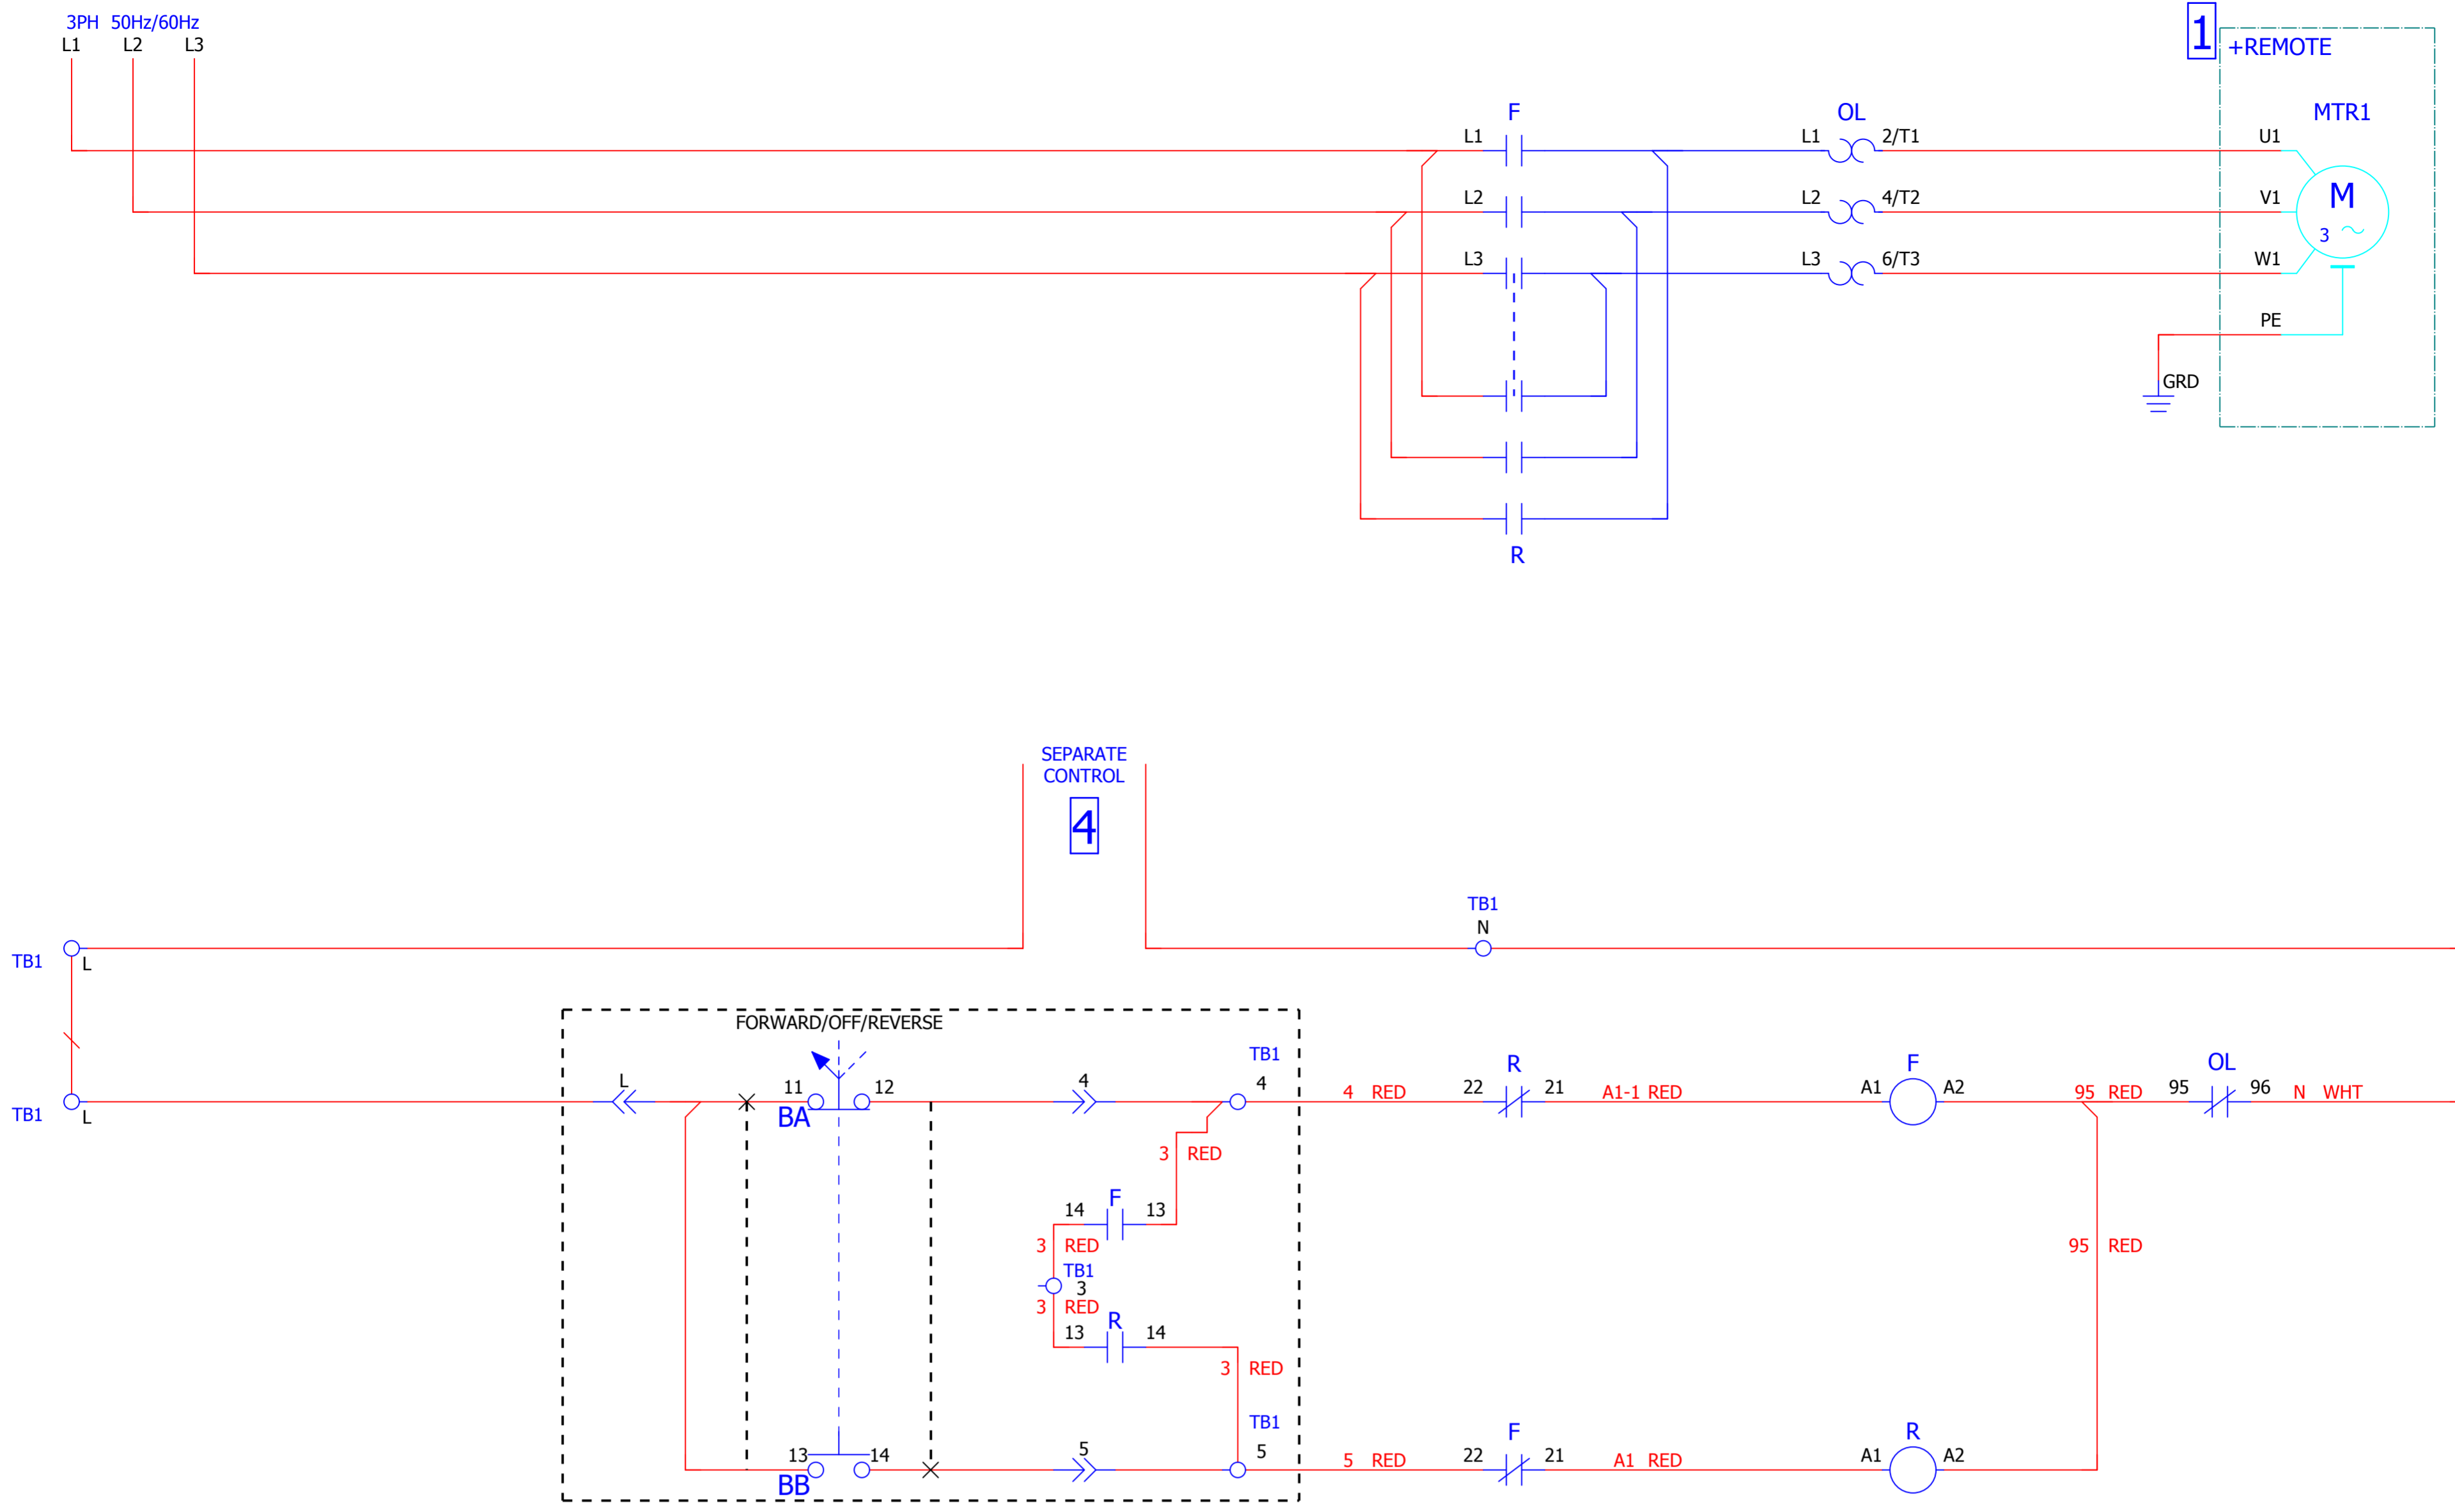 3PH 50Hz/60Hz
L1 L2 L3
1
+REMOTE
F OL MTR1
L1 L1 2/T1 U1
L2 L2 4/T2 V1
M
3
L3 L3 6/T3 W1
PE
GRD
R
SEPARATE
CONTROL
4
TB1
N
TB1 L
FORWARD/OFF/REVERSE
TB1
L 11 12 4 4
R F OL
4 RED 22 21 A1-1 RED A1 A2 95 RED 95 96 N WHT
TB1 L
BA
3 RED
F
14 13
3 RED
95 RED
TB1
3
3 RED
R
13 14
3 RED
TB1
13 14 5 5
F R
5 RED 22 21 A1 RED A1 A2
BB